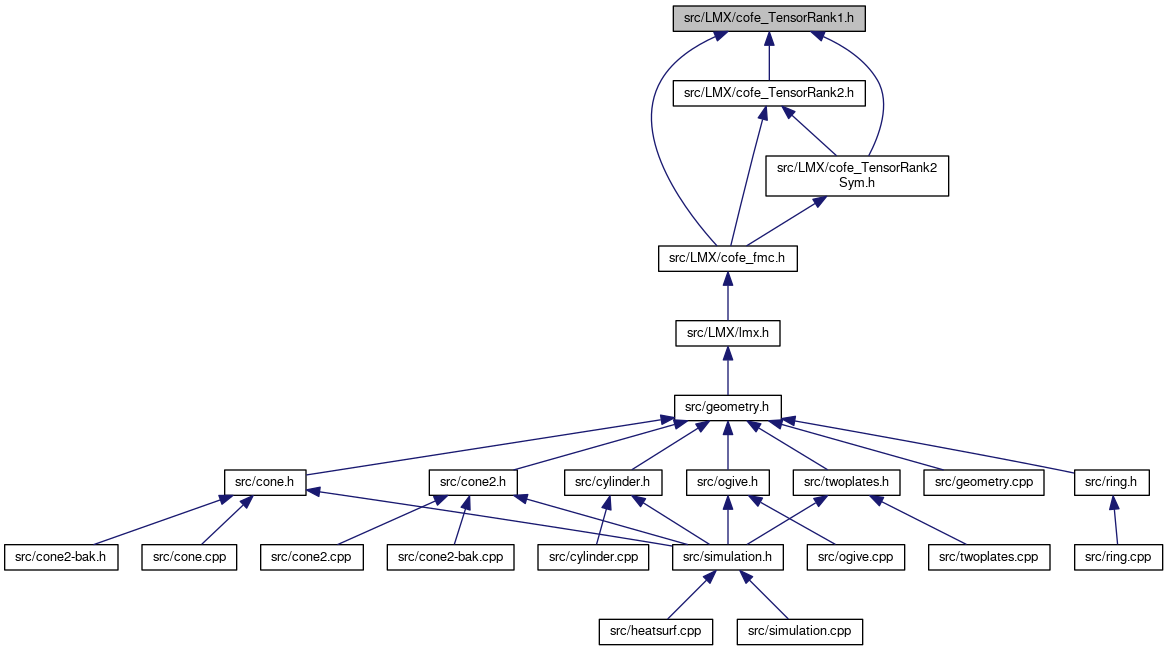 src/LMX/cofe_TensorRank1.h
src/LMX/cofe_TensorRank2.h
src/LMX/cofe_TensorRank2
Sym.h
src/LMX/cofe_fmc.h
src/LMX/lmx.h
src/geometry.h
src/cone.h
src/cone2.h
src/cylinder.h
src/ogive.h
src/twoplates.h
src/geometry.cpp
src/ring.h
src/cone2-bak.h
src/cone.cpp
src/cone2.cpp
src/cone2-bak.cpp
src/cylinder.cpp
src/simulation.h
src/ogive.cpp
src/twoplates.cpp
src/ring.cpp
src/heatsurf.cpp
src/simulation.cpp